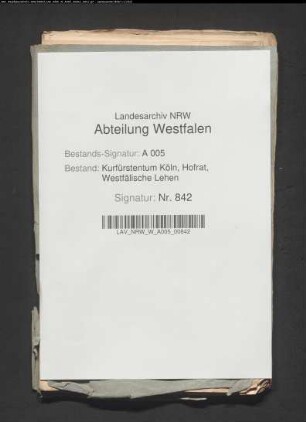 Landesarchiv NRW
Abteilung Westfalen
Bestands-Signatur: A 005
Bestand: Kurfürstentum Köln, Hofrat,
Westfälische Lehen
Signatur: Nr. 842
LAV_NRW_W_A005_00842